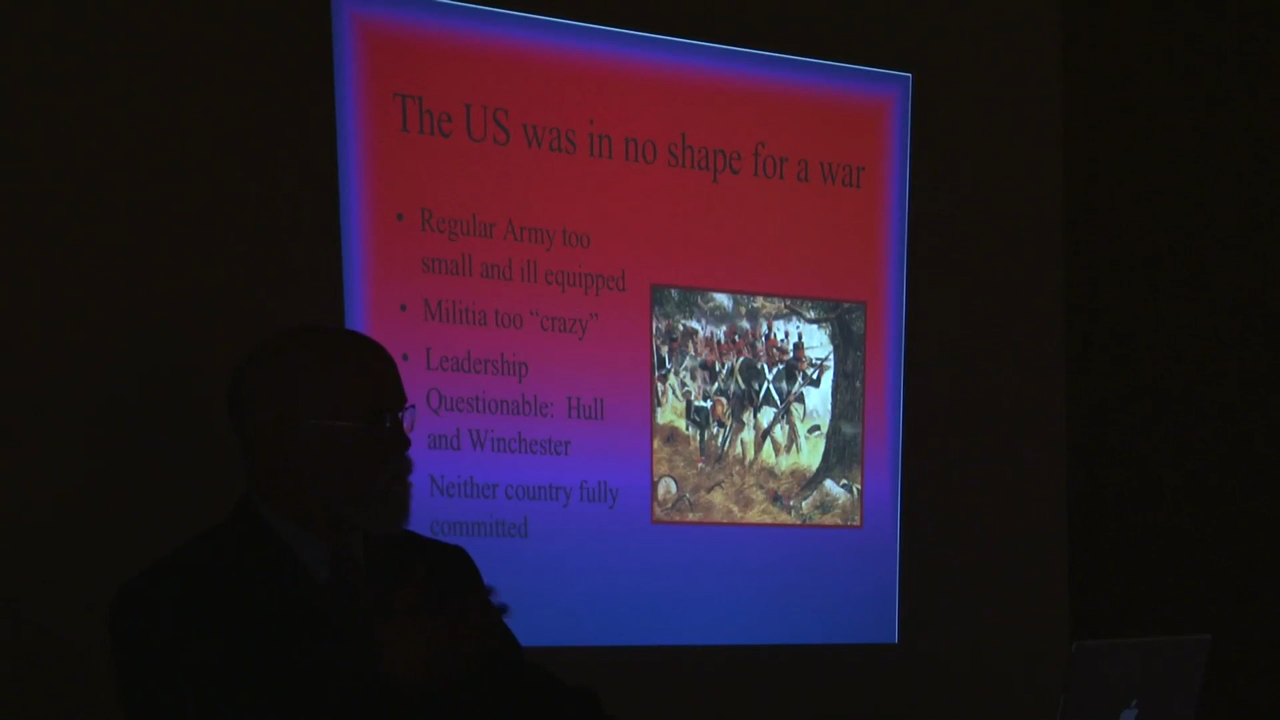 The US was in no shape for a war
• Regular Army too
small and ill equipped
• Militia too “crazy”
• Leadership
Questionable: Hull
and Winchester
Neither country fully
committed